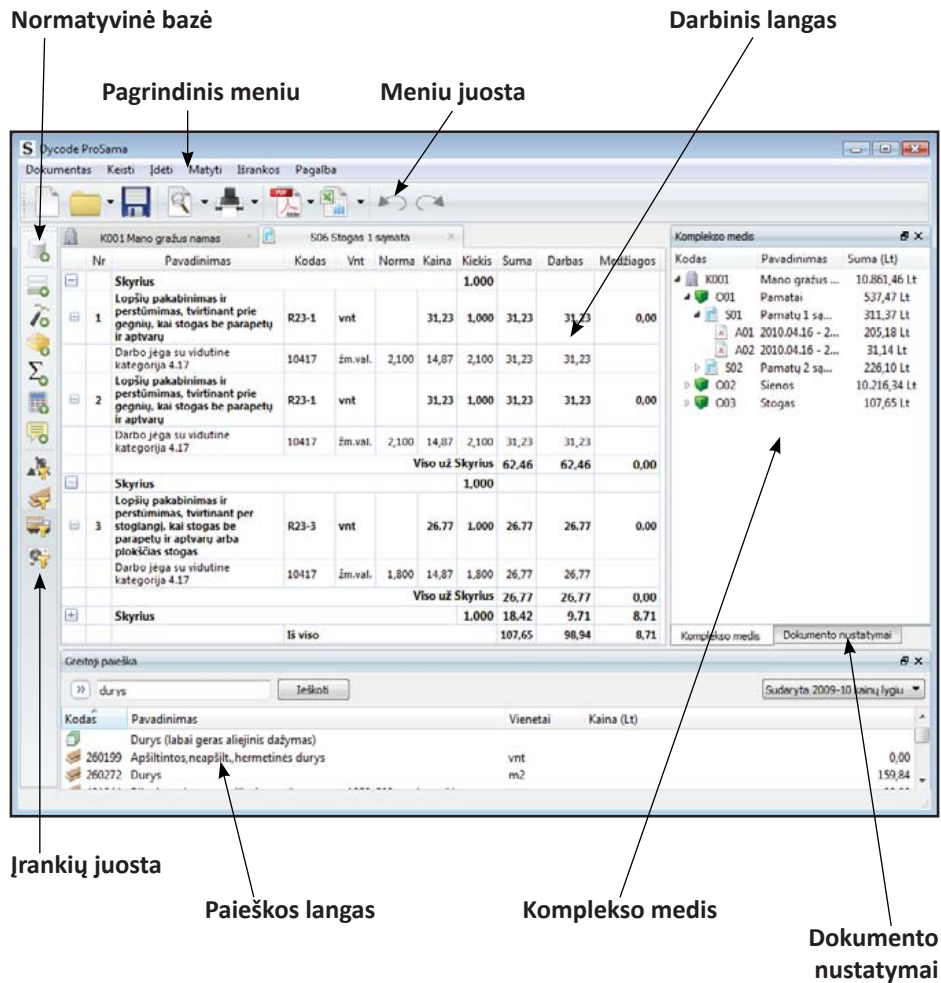 Normatyvinė bazė
Darbinis langas
Pagrindinis meniu
Meniu juosta
S Dycode ProSama
Dokumentas Keisti Įdėti Matyti Išrankos Pagalba
K001 Mano gražus namas
S06 Stogas 1 sąmata
Nr Pavadinimas Kodas Vnt Norma Kaina Kiekis Suma Darbas Medžiagos
Skyrius 1.000
Lopšių pakabinimas ir
perstūmimas, tvirtinant prie
gegnių, kai stogas be parapetų
ir aptvarų
1 R23-1 vnt 31,23 1,000 31,23 31,23 0,00
Darbo jėga su vidutine
kategorija 4.17
10417 žm.val. 2,100 14,87 2,100 31,23 31,23
Lopšių pakabinimas ir
perstūmimas, tvirtinant prie
gegnių, kai stogas be parapetų
ir aptvarų
2 R23-1 vnt 31,23 1,000 31,23 31,23 0,00
Darbo jėga su vidutine
kategorija 4.17
10417 žm.val. 2,100 14,87 2,100 31,23 31,23
Viso už Skyrius 62,46 62,46 0,00
Skyrius 1.000
Lopšių pakabinimas ir
perstūmimas, tvirtinant per
stoglangį, kai stogas be
parapetų ir aptvarų arba
plokščias stogas
3 R23-3 vnt 26,77 1,000 26,77 26,77 0,00
Darbo jėga su vidutine
kategorija 4.17
10417 žm.val. 1,800 14,87 1,800 26,77 26,77
Viso už Skyrius 26,77 26,77 0,00
Skyrius 1.000 18.42 9.71 8.71
Iš viso 107,65 98,94 8,71
Komplekso medis
Kodas Pavadinimas Suma (Lt)
K001 Mano gražus ... 10.861,46 Lt
O01 Pamatai 537,47 Lt
S01 Pamatų 1 są... 311,37 Lt
A01 2010.04.16 - 2... 205,18 Lt
A02 2010.04.16 - 2... 31,14 Lt
S02 Pamatų 2 są... 226,10 Lt
O02 Sienos 10.216,34 Lt
O03 Stogas 107,65 Lt
Komplekso medis Dokumento nustatymai
Greitoji paieška
durys Ieškoti Sudaryta 2009-10 kainų lygiu
Kodas Pavadinimas Vienetai Kaina (Lt)
Durys (labai geras aliejinis dažymas)
260199 Apšiltintos,neapšilt.,hermetinės durys vnt 0,00
260272 Durys m2 159,84
Įrankių juosta
Paieškos langas
Komplekso medis
Dokumento
nustatymai